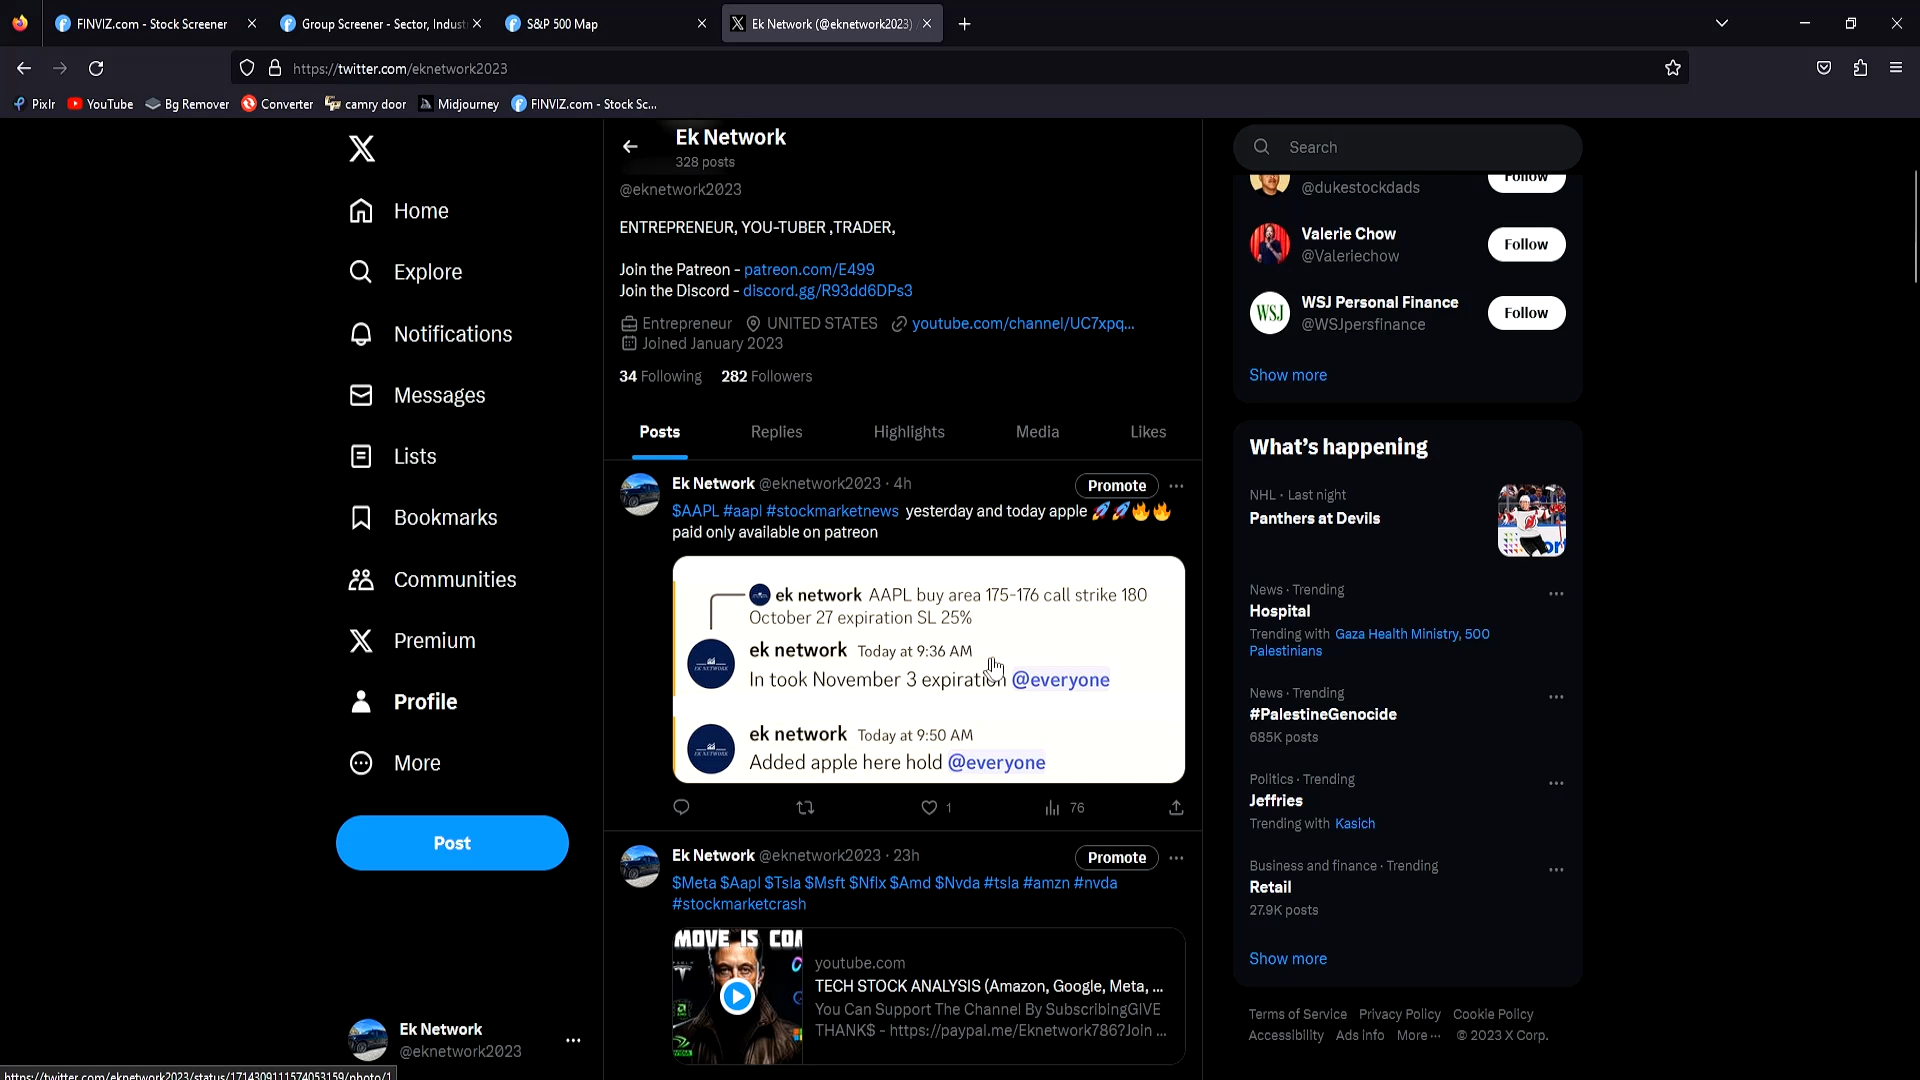 FINVIZ.com - Stock Screener
Group Screener - Sector, Indust
S&P 500 Map
Ek Network (@eknetwork2023)
https://twitter.com/eknetwork2023
Pixlr
YouTube
Bg Remover
Converter
camry door
Midjourney
FINVIZ.com - Stock Sc...
Home
Explore
Notifications
Messages
Lists
Bookmarks
Communities
Premium
Profile
More
Post
Ek Network
@eknetwork2023
Ek Network
328 posts
@eknetwork2023
ENTREPRENEUR, YOU-TUBER ,TRADER,
Join the Patreon - patreon.com/E499
Join the Discord - discord.gg/R93dd6DPs3
Entrepreneur UNITED STATES youtube.com/channel/UC7xpq...
Joined January 2023
34 Following 282 Followers
Posts Replies Highlights Media Likes
Ek Network @eknetwork2023 · 4h Promote
$AAPL #aapl #stockmarketnews yesterday and today apple 🚀🚀🔥🔥
paid only available on patreon
ek network AAPL buy area 175-176 call strike 180
October 27 expiration SL 25%
ek network Today at 9:36 AM
In took November 3 expiration @everyone
ek network Today at 9:50 AM
Added apple here hold @everyone
1 76
Ek Network @eknetwork2023 · 23h Promote
$Meta $Aapl $Tsla $Msft $Nflx $Amd $Nvda #tsla #amzn #nvda
#stockmarketcrash
MOVE IS COM
youtube.com
TECH STOCK ANALYSIS (Amazon, Google, Meta, ...
You Can Support The Channel By SubscribingGIVE
THANK$ - https://paypal.me/Eknetwork786?Join ...
Search
@dukestockdads
Follow
Valerie Chow
@Valeriechow
Follow
WSJ
WSJ Personal Finance
@WSJpersfinance
Follow
Show more
What's happening
NHL · Last night
Panthers at Devils
News · Trending
Hospital
Trending with Gaza Health Ministry, 500
Palestinians
News · Trending
#PalestineGenocide
685K posts
Politics · Trending
Jeffries
Trending with Kasich
Business and finance · Trending
Retail
27.9K posts
Show more
Terms of Service Privacy Policy Cookie Policy
Accessibility Ads info More ··· © 2023 X Corp.
https://twitter.com/eknetwork2023/status/1714309111574053159/photo/1